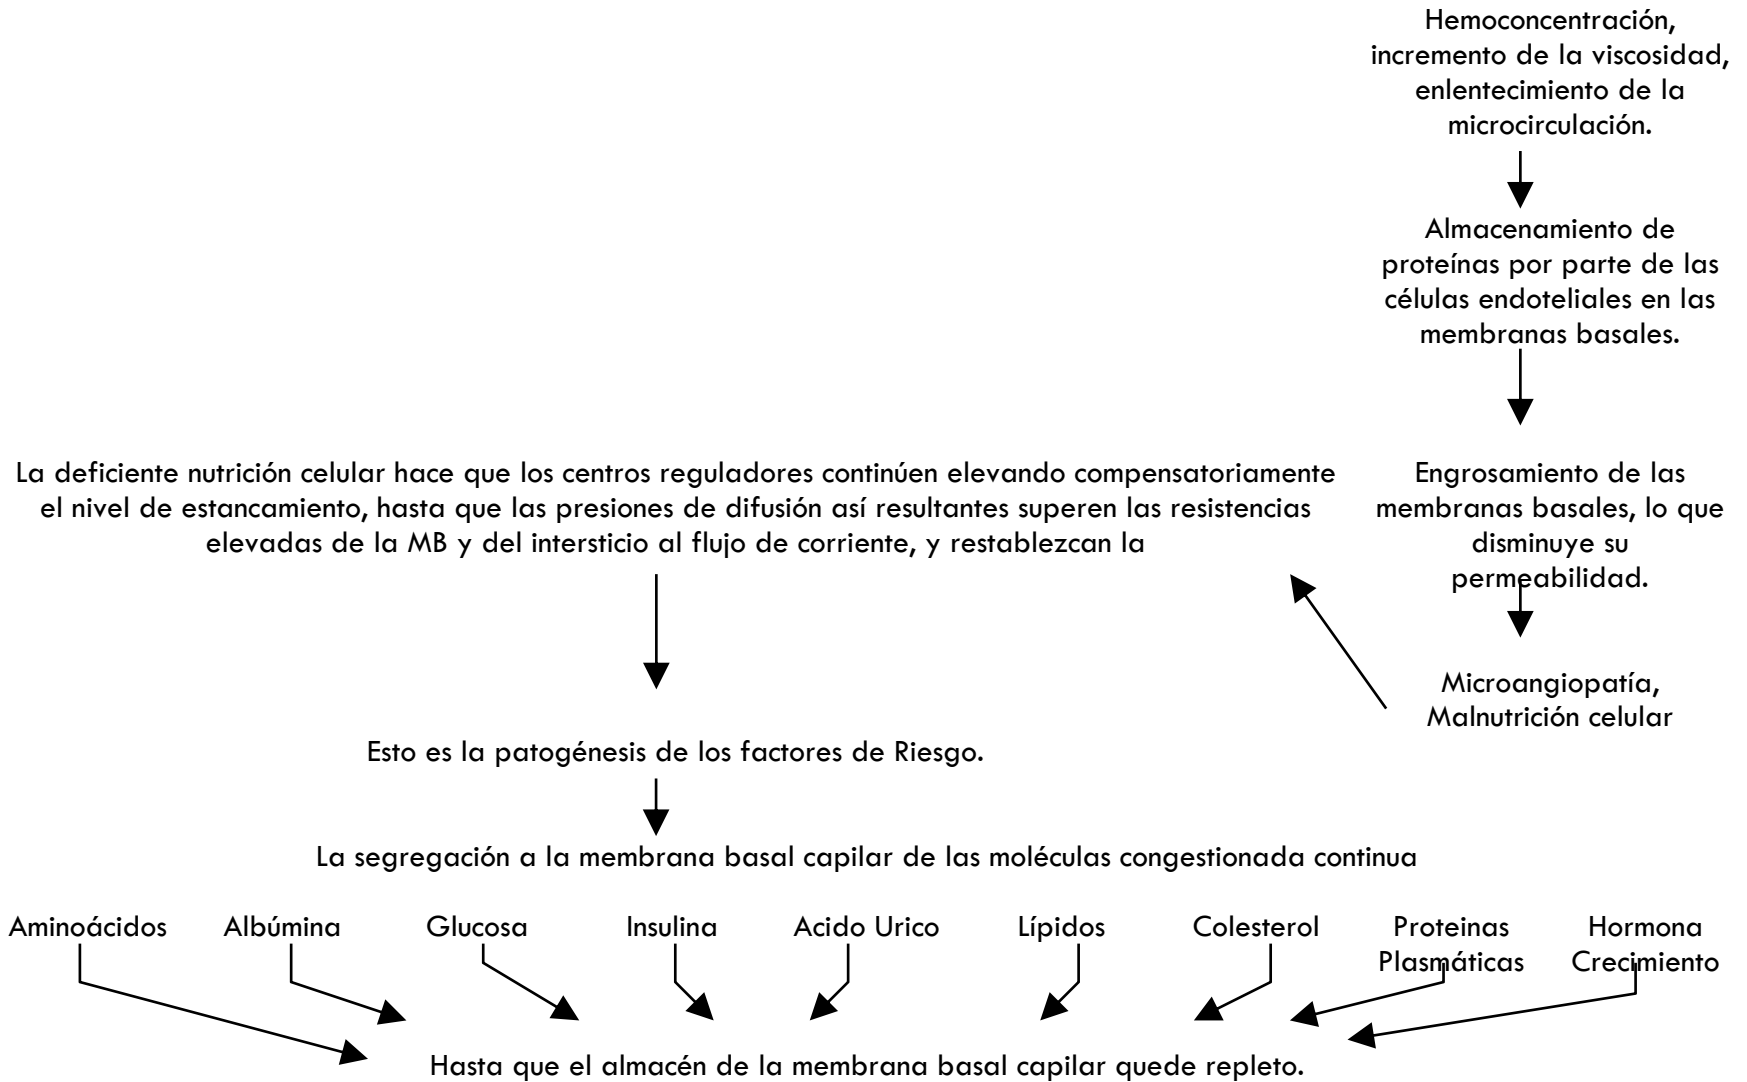 Hemoconcentración,
incremento de la viscosidad,
enlentecimiento de la
microcirculación.
Almacenamiento de
proteínas por parte de las
células endoteliales en las
membranas basales.
Engrosamiento de las
membranas basales, lo que
disminuye su
permeabilidad.
Microangiopatía,
Malnutrición celular
La deficiente nutrición celular hace que los centros reguladores continúen elevando compensatoriamente
el nivel de estancamiento, hasta que las presiones de difusión así resultantes superen las resistencias
elevadas de la MB y del intersticio al flujo de corriente, y restablezcan la
Esto es la patogénesis de los factores de Riesgo.
La segregación a la membrana basal capilar de las moléculas congestionada continua
Aminoácidos
Albúmina
Glucosa
Insulina
Acido Urico
Lípidos
Colesterol
Proteinas
Plasmáticas
Hormona
Crecimiento
Hasta que el almacén de la membrana basal capilar quede repleto.